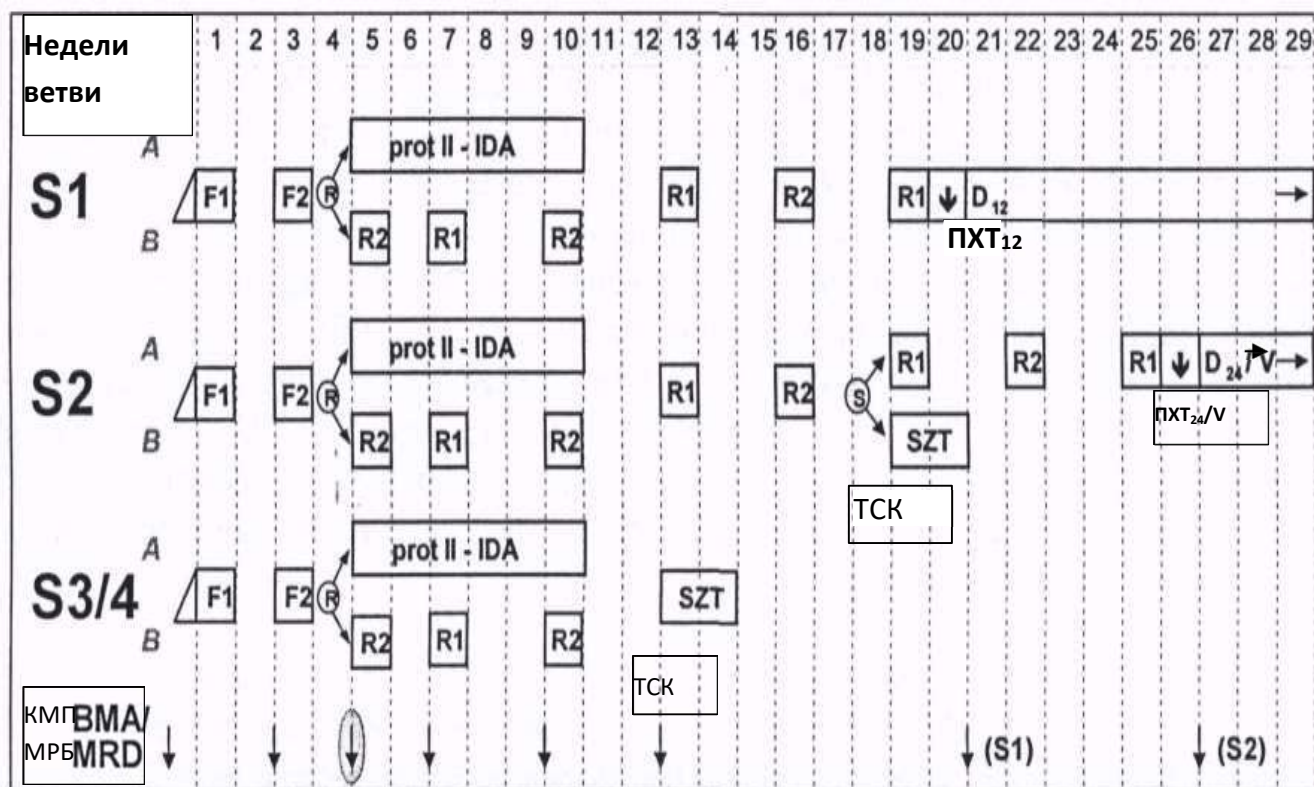 Недели
ветви
1 2 3 4 5 6 7 8 9 10 11 12 13 14 15 16 17 18 19 20 21 22 23 24 25 26 27 28 29
A
prot II - IDA
S1
F1 F2 R R1 R2 R1 D12
B
R2 R1 R2
ПХТ12
A
prot II - IDA
R1 R2 R1 D24/V
S2
F1 F2 R R1 R2 S
ПХТ24/V
B
R2 R1 R2
SZT
ТСК
A
prot II - IDA
S3/4
F1 F2 R SZT
B
R2 R1 R2
ТСК
КМП BMA/
МРБ MRD
(S1) (S2)